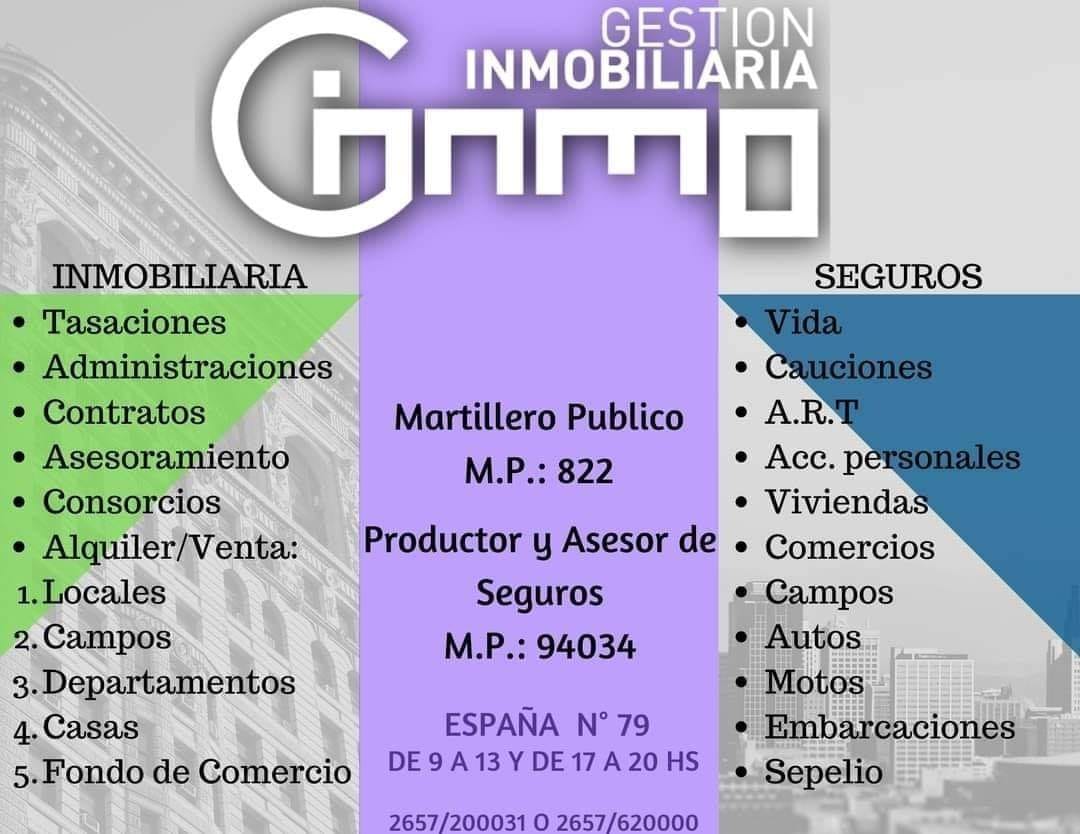 GESTION
INMOBILIARIA
Ginmo
INMOBILIARIA
• Tasaciones
• Administraciones
• Contratos
• Asesoramiento
• Consorcios
• Alquiler/Venta:
1. Locales
2. Campos
3. Departamentos
4. Casas
5. Fondo de Comercio
Martillero Publico
M.P.: 822
Productor y Asesor de
Seguros
M.P.: 94034
ESPAÑA N° 79
DE 9 A 13 Y DE 17 A 20 HS
2657/200031 O 2657/620000
SEGUROS
• Vida
• Cauciones
• A.R.T
• Acc. personales
• Viviendas
• Comercios
• Campos
• Autos
• Motos
• Embarcaciones
• Sepelio